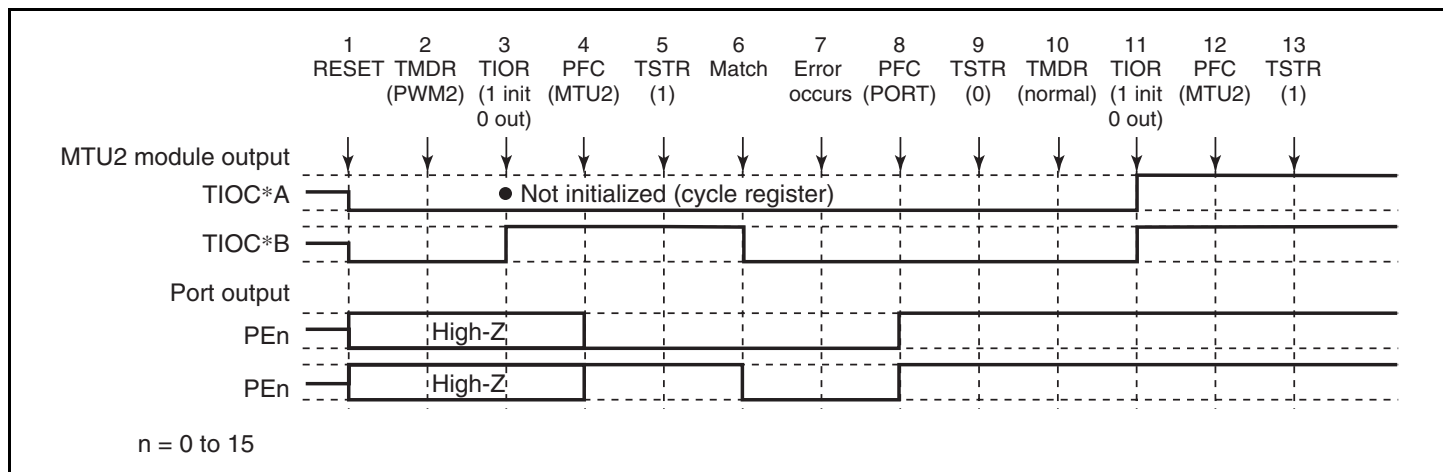 1 2 3 4 5 6 7 8 9 10 11 12 13
RESET TMDR TIOR PFC TSTR Match Error PFC TSTR TMDR TIOR PFC TSTR
(PWM2) (1 init (MTU2) (1) occurs (PORT) (0) (normal) (1 init (MTU2) (1)
0 out) 0 out)
MTU2 module output
TIOC*A ● Not initialized (cycle register)
TIOC*B
Port output
PEn High-Z
PEn High-Z
n = 0 to 15